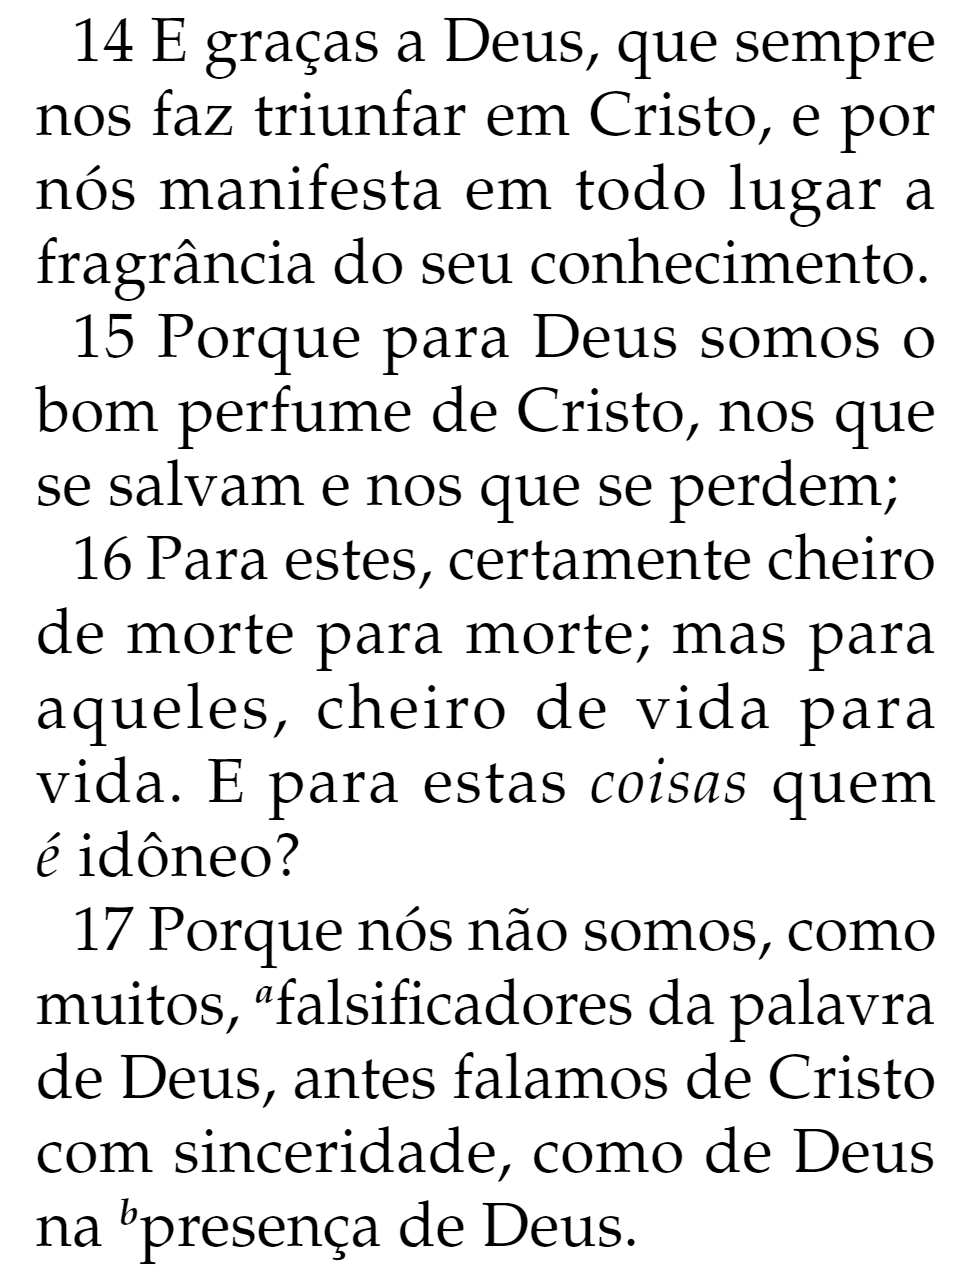 14 E graças a Deus, que sempre
nos faz triunfar em Cristo, e por
nós manifesta em todo lugar a
fragrância do seu conhecimento.
15 Porque para Deus somos o
bom perfume de Cristo, nos que
se salvam e nos que se perdem;
16 Para estes, certamente cheiro
de morte para morte; mas para
aqueles, cheiro de vida para
vida. E para estas coisas quem
é idôneo?
17 Porque nós não somos, como
muitos, ᵃfalsificadores da palavra
de Deus, antes falamos de Cristo
com sinceridade, como de Deus
na ᵇpresença de Deus.